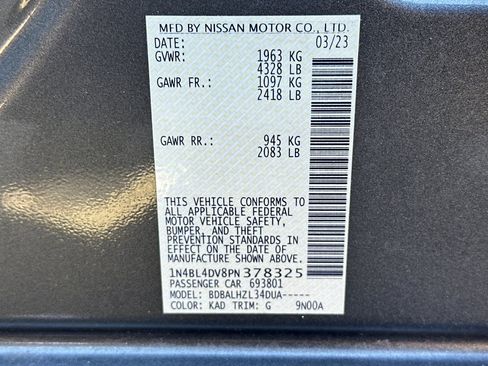 MFD BY NISSAN MOTOR CO., LTD.
DATE: 03/23
GVWR: 1963 KG
4328 LB
GAWR FR.: 1097 KG
2418 LB
GAWR RR.: 945 KG
2083 LB
THIS VEHICLE CONFORMS TO
ALL APPLICABLE FEDERAL
MOTOR VEHICLE SAFETY,
BUMPER, AND THEFT
PREVENTION STANDARDS
IN EFFECT ON THE DATE OF
MANUFACTURE SHOWN ABOVE.
1N4BL4DV8PN378325
PASSENGER CAR 693801
MODEL: BDBALHZL34DUA-----
COLOR: KAD TRIM: G 9N00A